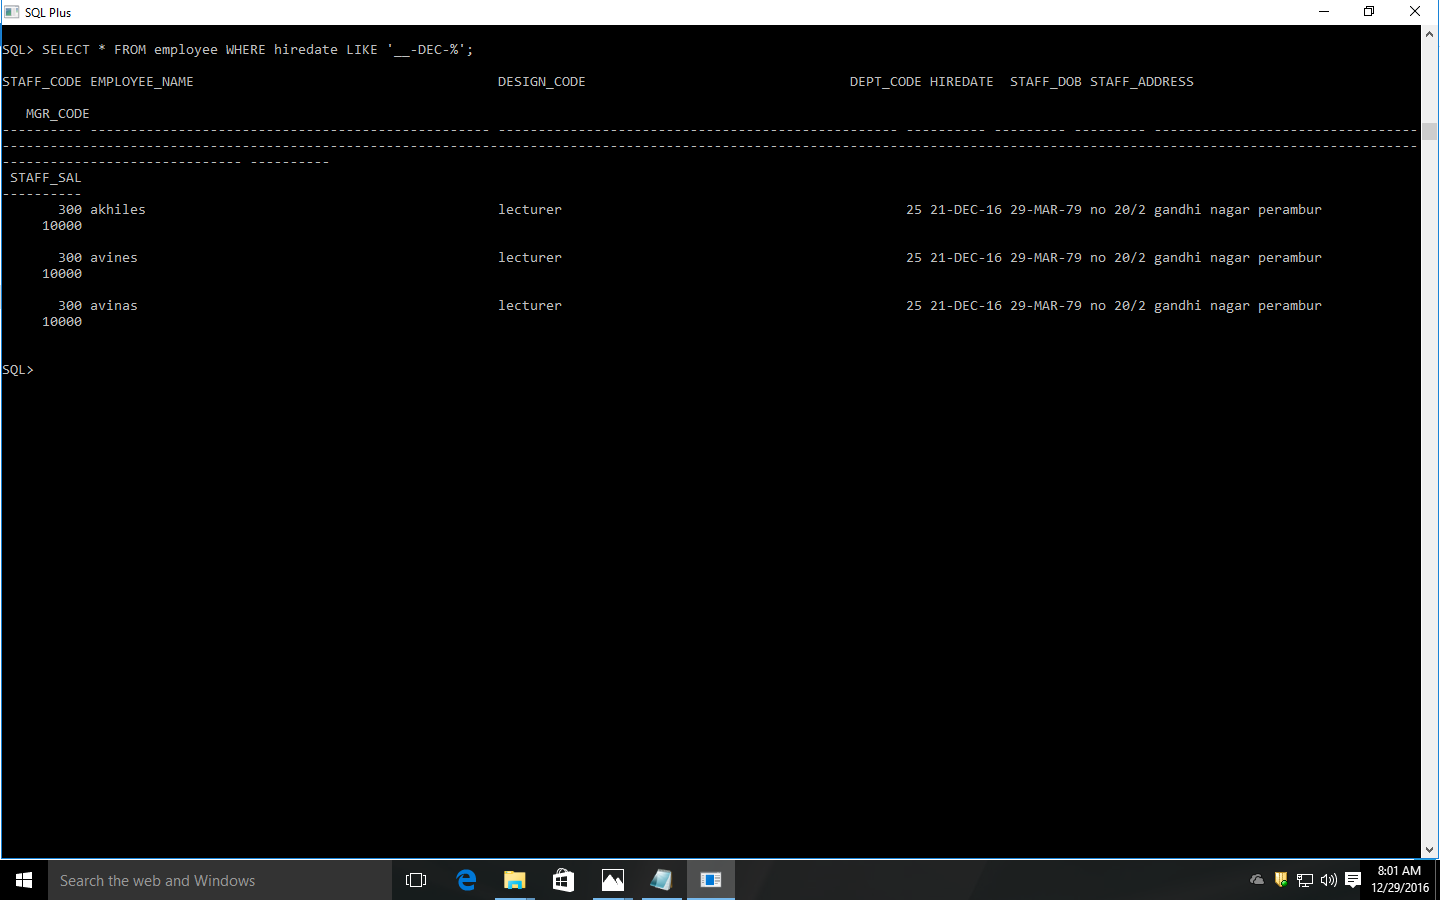 SQL Plus
SQL> SELECT * FROM employee WHERE hiredate LIKE '__-DEC-%';
STAFF_CODE EMPLOYEE_NAME DESIGN_CODE DEPT_CODE HIREDATE STAFF_DOB STAFF_ADDRESS
MGR_CODE
---------- -------------------------------------------------- -------------------------------------------------- ---------- --------- --------- ---------------------------------
---------------------------------------------------------------------------------------------------------------------------------------------------------------------------------
------------------------------ ----------
STAFF_SAL
----------
300 akhiles lecturer 25 21-DEC-16 29-MAR-79 no 20/2 gandhi nagar perambur
10000
300 avines lecturer 25 21-DEC-16 29-MAR-79 no 20/2 gandhi nagar perambur
10000
300 avinas lecturer 25 21-DEC-16 29-MAR-79 no 20/2 gandhi nagar perambur
10000
SQL>
Search the web and Windows
8:01 AM
12/29/2016